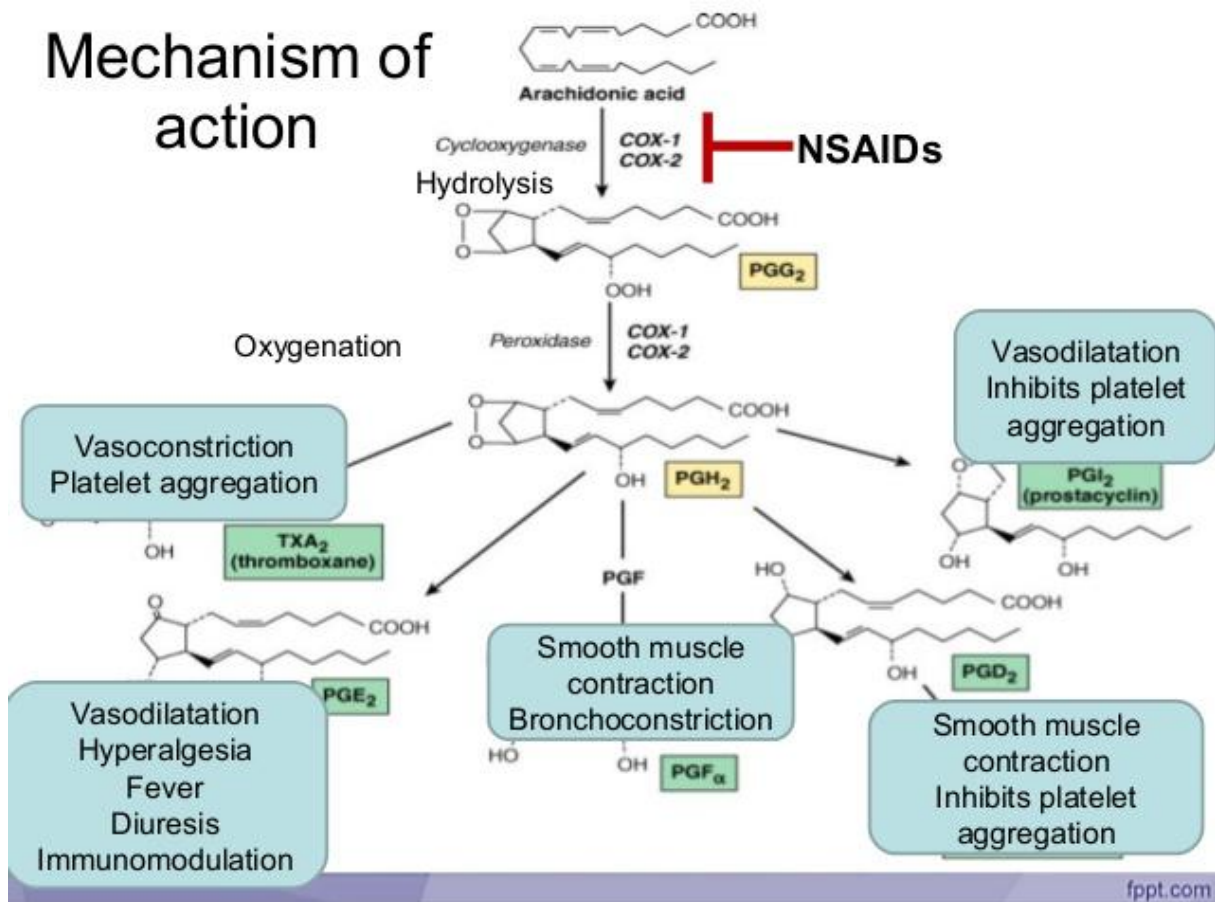 Mechanism of
action
COOH
Arachidonic acid
Cyclooxygenase
COX-1
COX-2
NSAIDs
Hydrolysis
O
O
COOH
OOH
PGG₂
Oxygenation
Peroxidase
COX-1
COX-2
O
O
COOH
OH
PGH₂
Vasoconstriction
Platelet aggregation
OH
TXA₂
(thromboxane)
Vasodilatation
Inhibits platelet
aggregation
O
PGI₂
(prostacyclin)
OH
OH
O
COOH
PGE₂
Vasodilatation
Hyperalgesia
Fever
Diuresis
Immunomodulation
PGF
Smooth muscle
contraction
Bronchoconstriction
HO
OH
PGFα
HO
COOH
OH
PGD₂
Smooth muscle
contraction
Inhibits platelet
aggregation
fppt.com